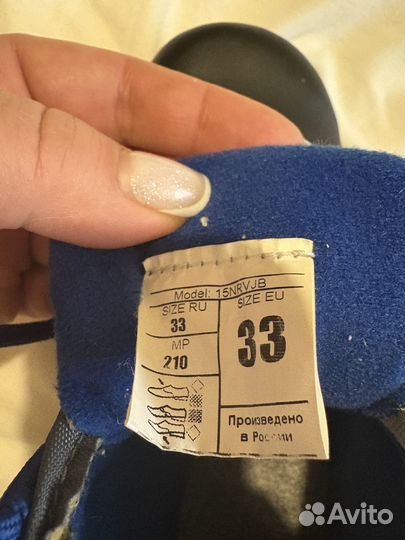 Model: 15NRVJB
SIZE RU
SIZE EU
33
33
MP
210
Произведено
в России
Avito